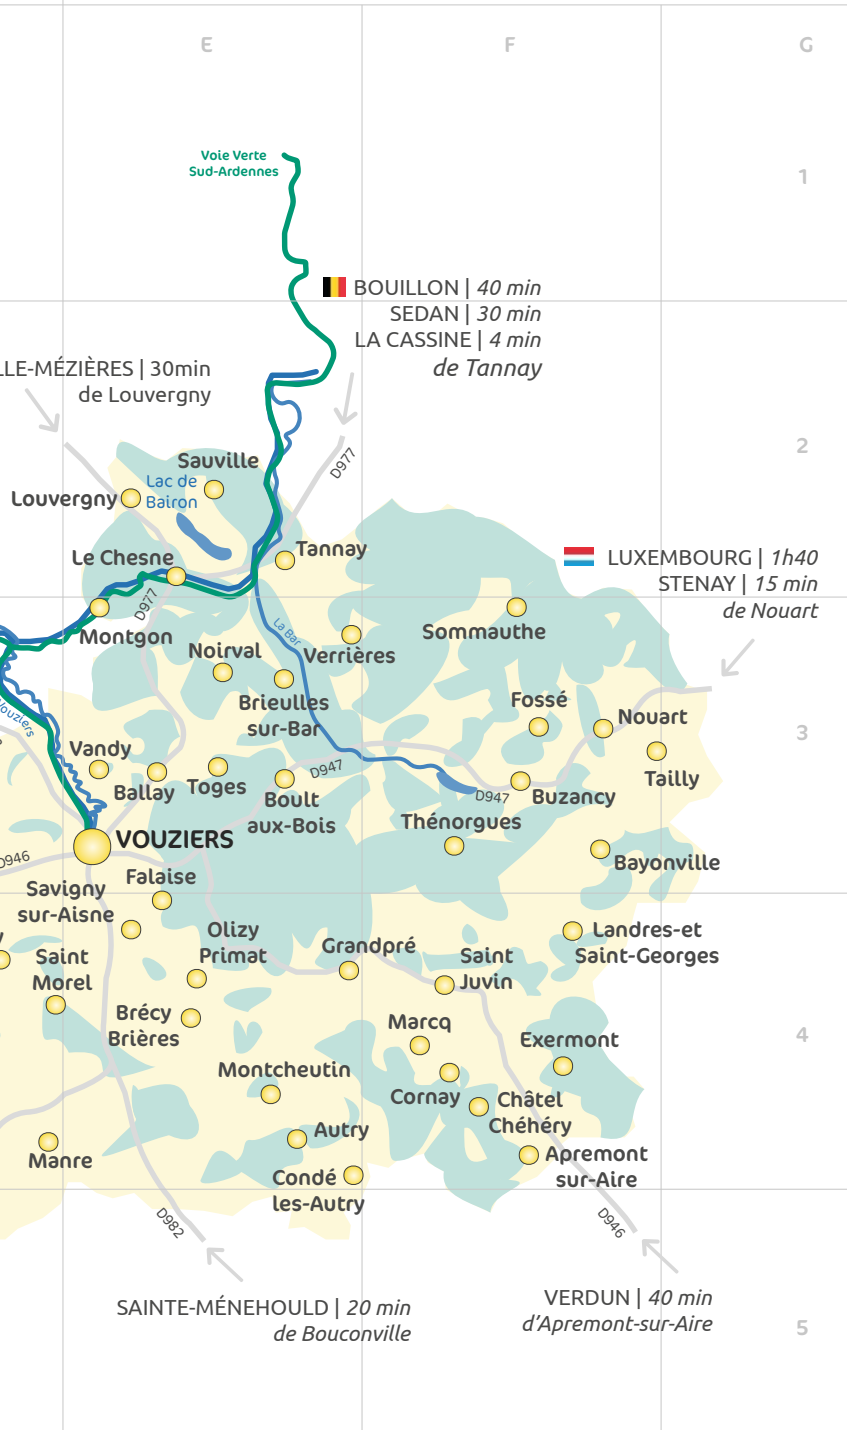 E
F
G
Voie Verte
Sud-Ardennes
1
BOUILLON | 40 min
SEDAN | 30 min
LA CASSINE | 4 min
de Tannay
LLE-MÉZIÈRES | 30min
de Louvergny
2
D977
Sauville
Lac de
Bairon
Louvergny
Le Chesne
Tannay
LUXEMBOURG | 1h40
STENAY | 15 min
de Nouart
D977
Montgon
La Bar
Sommauthe
Noirval
Verrières
Brieulles
sur-Bar
Fossé
Nouart
Vouziers
3
Vandy
Ballay
Toges
D947
Boult
aux-Bois
D947
Buzancy
Tailly
Thénorgues
VOUZIERS
D946
Bayonville
Falaise
Savigny
sur-Aisne
Olizy
Primat
Grandpré
Landres-et
Saint-Georges
y
Saint
Morel
Saint
Juvin
Brécy
Brières
Marcq
Exermont
4
Montcheutin
Cornay
Châtel
Chéhéry
Autry
Manre
Apremont
sur-Aire
Condé
les-Autry
D982
D946
SAINTE-MÉNEHOULD | 20 min
de Bouconville
VERDUN | 40 min
d'Apremont-sur-Aire
5